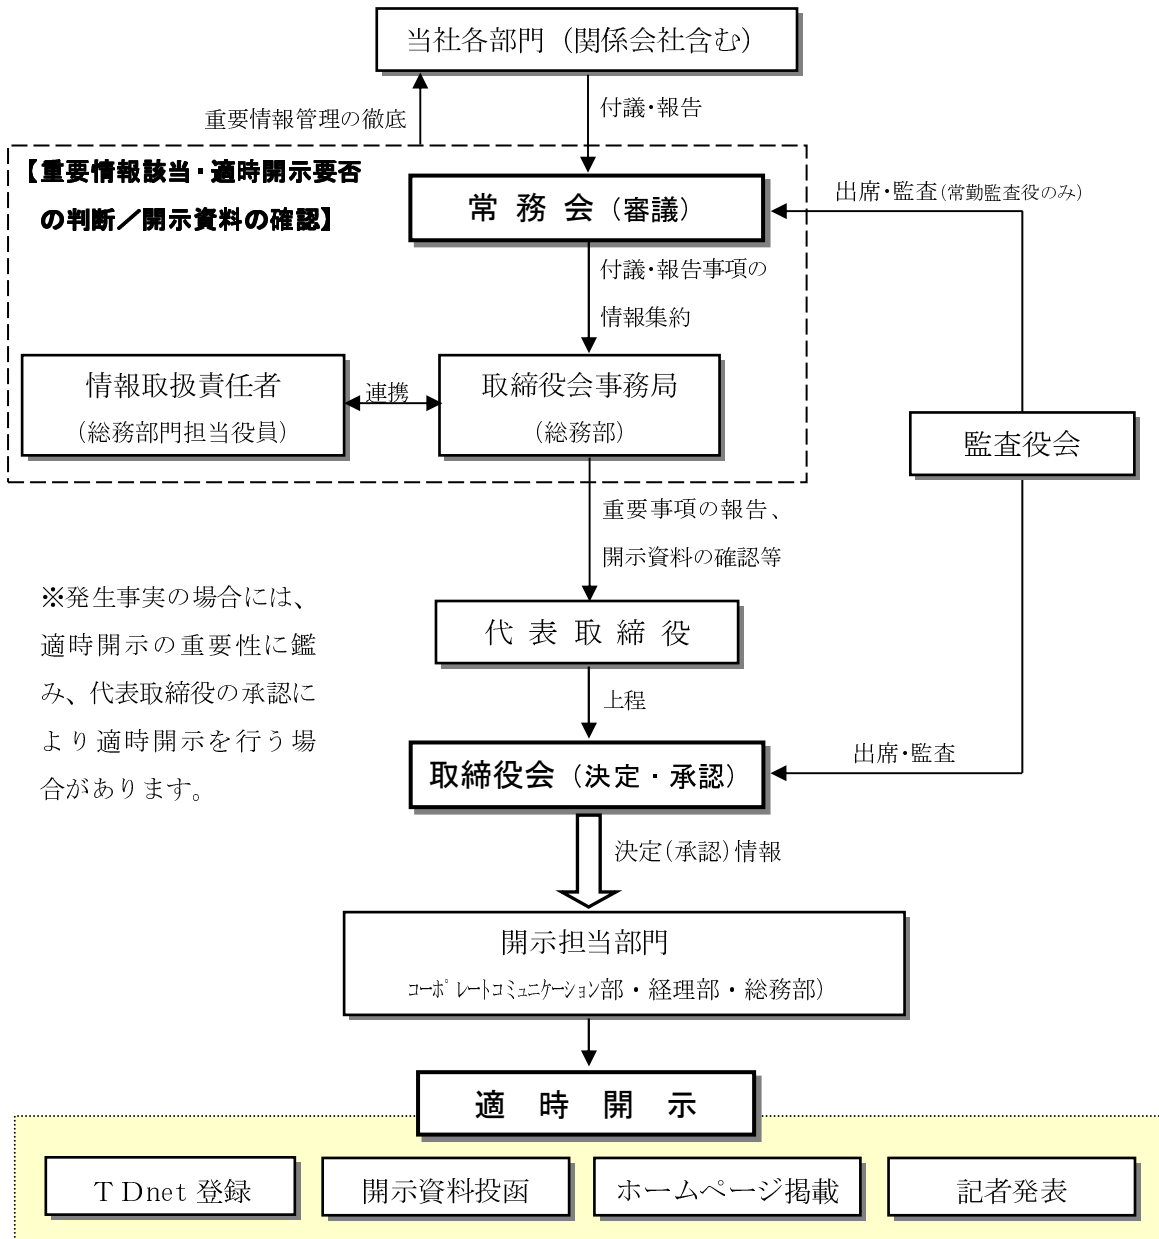 当社各部門（関係会社含む）
重要情報管理の徹底
付議・報告
【重要情報該当・適時開示要否
の判断／開示資料の確認】
常 務 会（審議）
出席・監査（常勤監査役のみ）
付議・報告事項の
情報集約
情報取扱責任者
（総務部門担当役員）
連携
取締役会事務局
（総務部）
監査役会
重要事項の報告、
開示資料の確認等
※発生事実の場合には、
適時開示の重要性に鑑
み、代表取締役の承認に
より適時開示を行う場
合があります。
代 表 取 締 役
上程
取締役会（決定・承認）
出席・監査
決定（承認）情報
開示担当部門
ｺｰﾎﾟﾚｰﾄｺﾐｭﾆｹｰｼｮﾝ部・経理部・総務部）
適 時 開 示
ＴＤnet 登録
開示資料投函
ホームページ掲載
記者発表